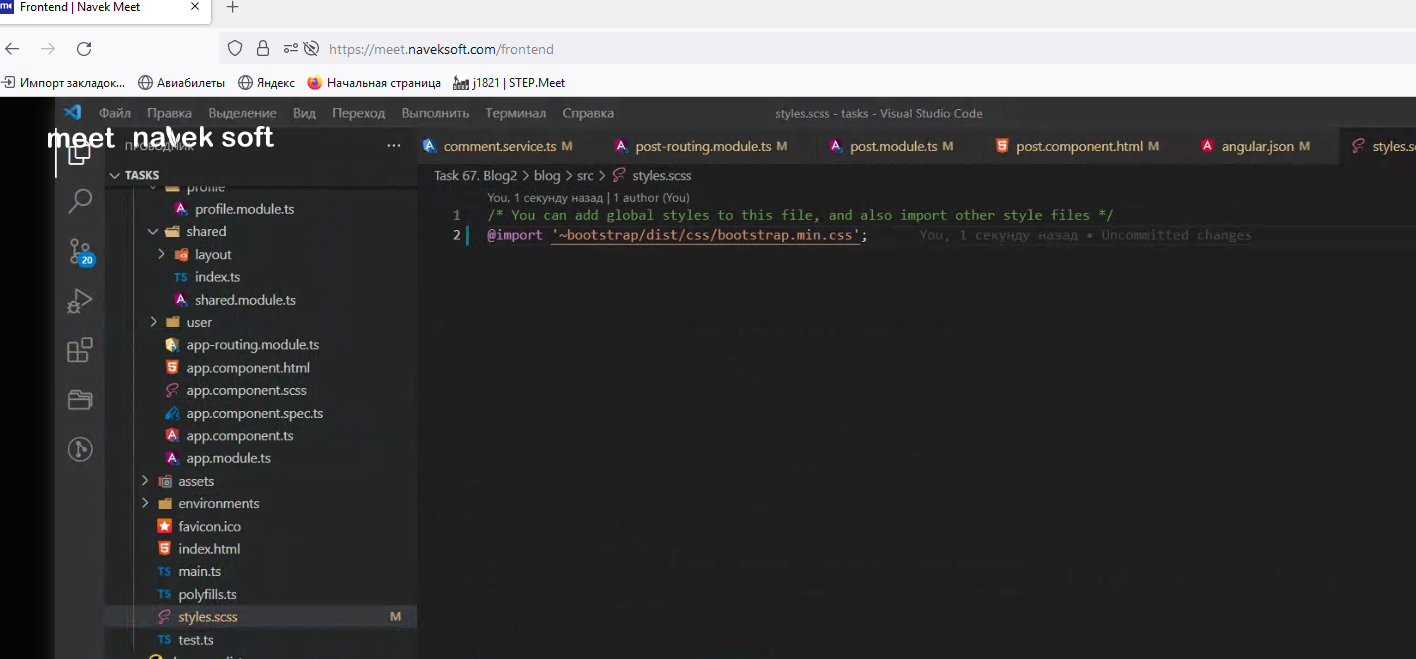 Frontend | Navek Meet
https://meet.naveksoft.com/frontend
Импорт закладок... Авиабилеты Яндекс Начальная страница j1821 | STEP.Meet
Файл Правка Выделение Вид Переход Выполнить Терминал Справка styles.scss - tasks - Visual Studio Code
meet navek soft
ПРОВОДНИК
comment.service.ts M post-routing.module.ts M post.module.ts M post.component.html M angular.json M styles.s
TASKS
Task 67. Blog2 > blog > src > styles.scss
You, 1 секунду назад | 1 author (You)
1 /* You can add global styles to this file, and also import other style files */
2 @import '~bootstrap/dist/css/bootstrap.min.css'; You, 1 секунду назад • Uncommitted changes
profile
profile.module.ts
shared
layout
20
TS index.ts
shared.module.ts
user
app-routing.module.ts
app.component.html
app.component.scss
app.component.spec.ts
app.component.ts
app.module.ts
assets
environments
favicon.ico
index.html
TS main.ts
TS polyfills.ts
styles.scss M
TS test.ts